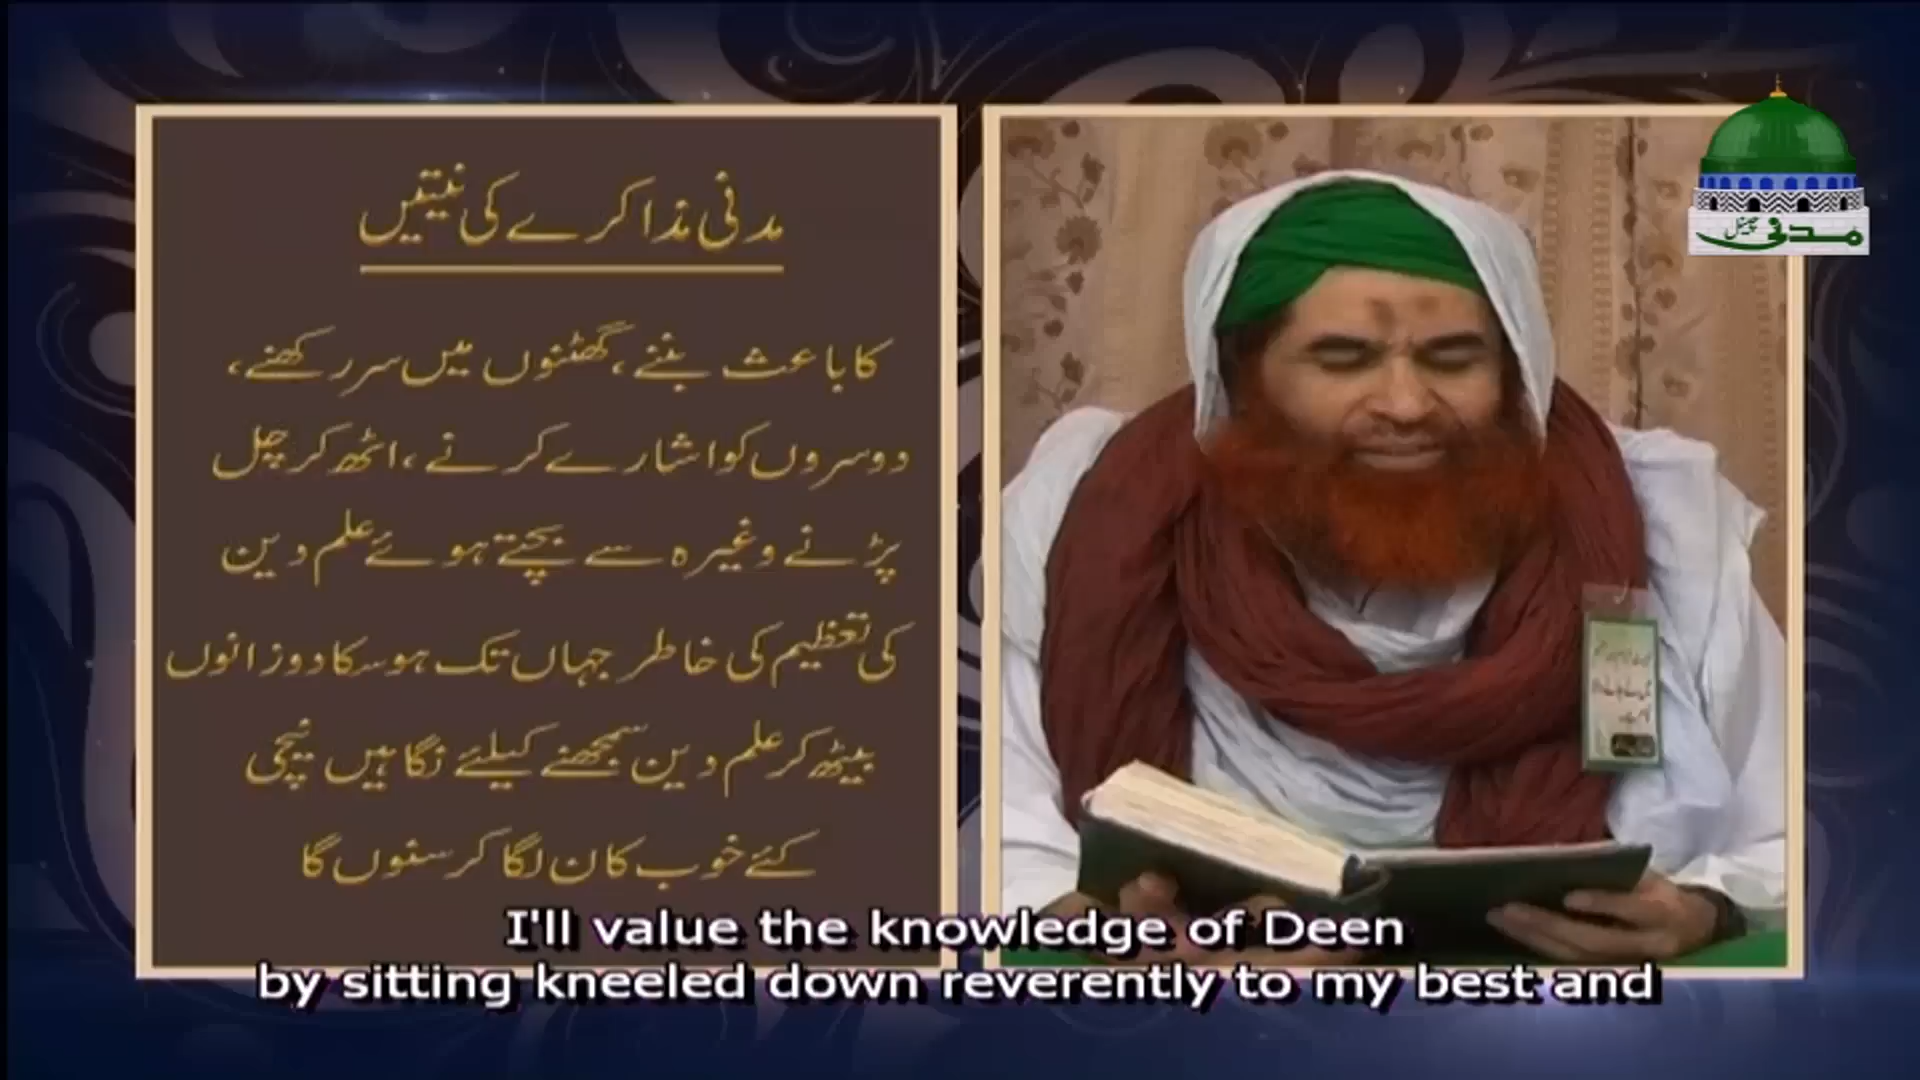 مدنی مذاکرے کی نیتیں
کا باعث بننے، گھٹنوں میں سر رکھنے،
دوسروں کو اشارے کرنے، اٹھ کر چل
پڑنے وغیرہ سے بچتے ہوئے علم دین
کی تعظیم کی خاطر جہاں تک ہوسکا دوزانوں
بیٹھ کر علم دین سمجھنے کیلئے نگاہیں نیچی
کئے خوب کان لگا کر سنوں گا
مدنی چینل
I'll value the knowledge of Deen
by sitting kneeled down reverently to my best and